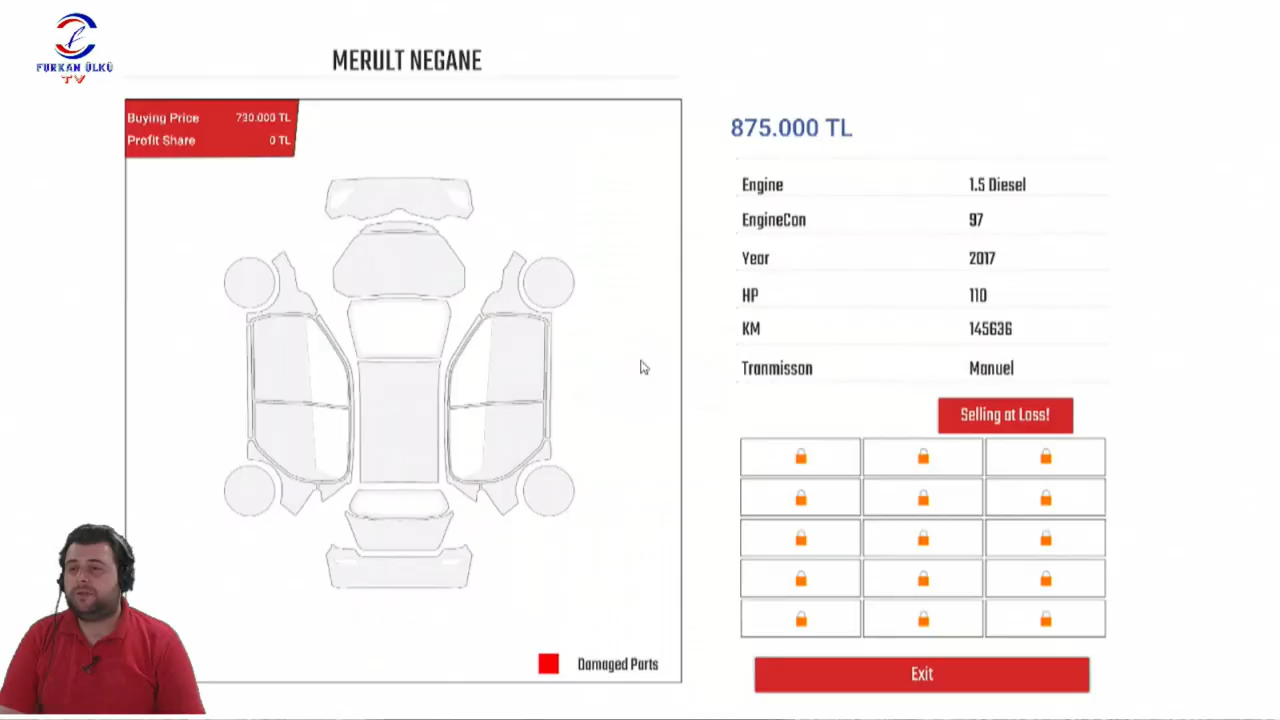 FURKAN ÜLKÜ
TV
MERULT NEGANE
Buying Price 730.000 TL
Profit Share 0 TL
875.000 TL
Engine 1.5 Diesel
EngineCon 97
Year 2017
HP 110
KM 145636
Tranmisson Manuel
Selling at Loss!
Damaged Parts
Exit